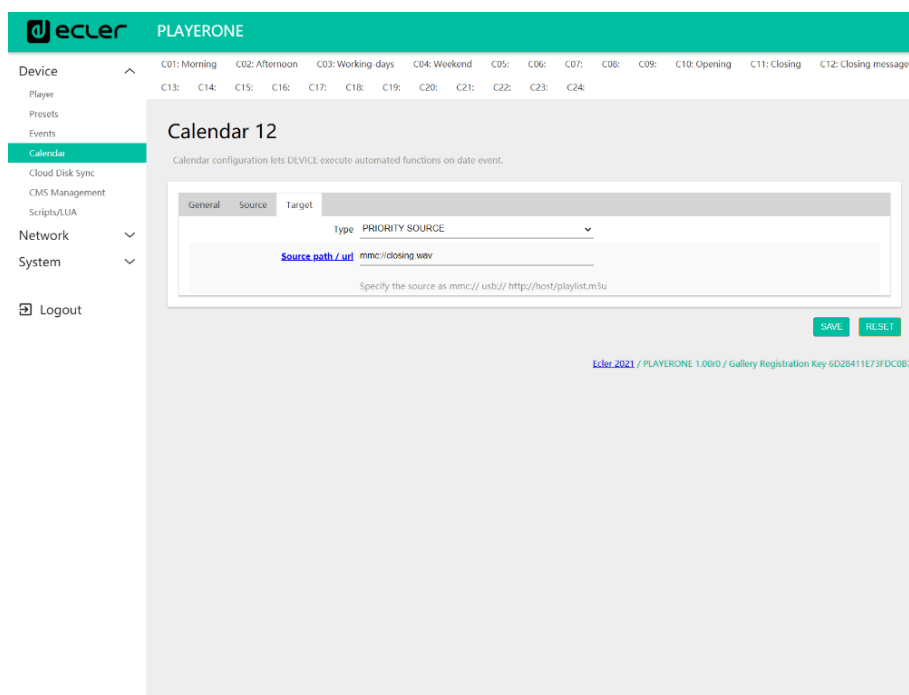 ecler PLAYERONE
Device
Player
Presets
Events
Calendar
Cloud Disk Sync
CMS Management
Scripts/LUA
Network
System
Logout
C01: Morning C02: Afternoon C03: Working-days C04: Weekend C05: C06: C07: C08: C09: C10: Opening C11: Closing C12: Closing message
C13: C14: C15: C16: C17: C18: C19: C20: C21: C22: C23: C24:
Calendar 12
Calendar configuration lets DEVICE execute automated functions on date event.
General Source Target
Type PRIORITY SOURCE
Source path / url mmc://closing.wav
Specify the source as mmc:// usb:// http://host/playlist.m3u
SAVE RESET
Ecler 2021 / PLAYERONE 1.00r0 / Gallery Registration Key